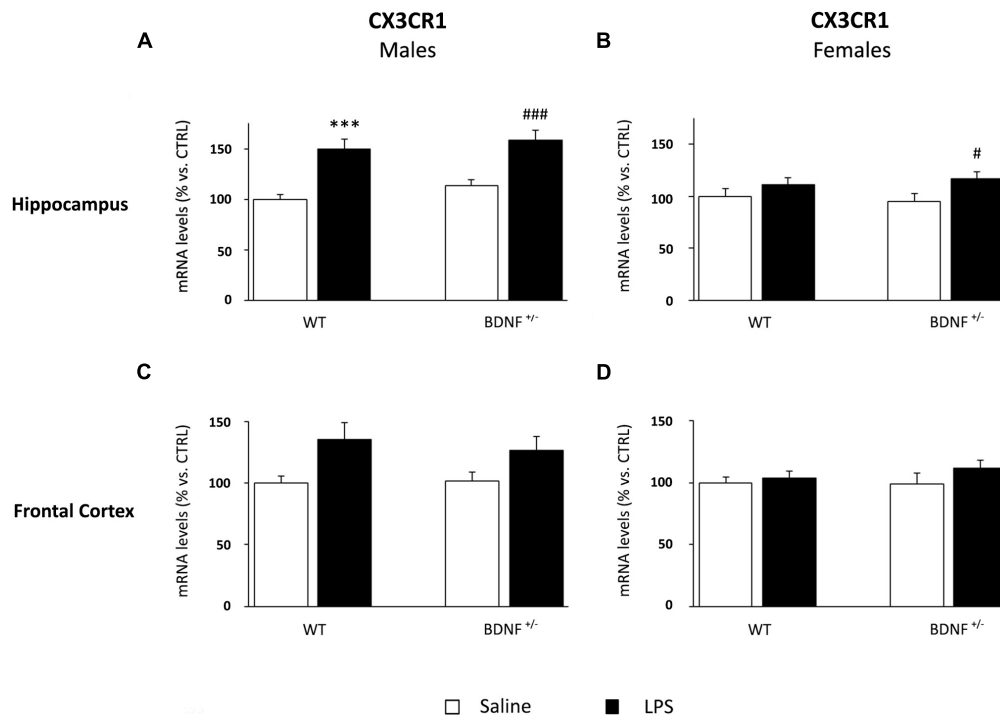 CX3CR1
Males
CX3CR1
Females
A
B
Hippocampus
mRNA levels (% vs. CTRL)
150
100
50
0
***
###
WT
BDNF +/-
mRNA levels (% vs. CTRL)
150
100
50
0
#
WT
BDNF +/-
C
D
Frontal Cortex
mRNA levels (% vs. CTRL)
150
100
50
0
WT
BDNF +/-
mRNA levels (% vs. CTRL)
150
100
50
0
WT
BDNF +/-
Saline
LPS